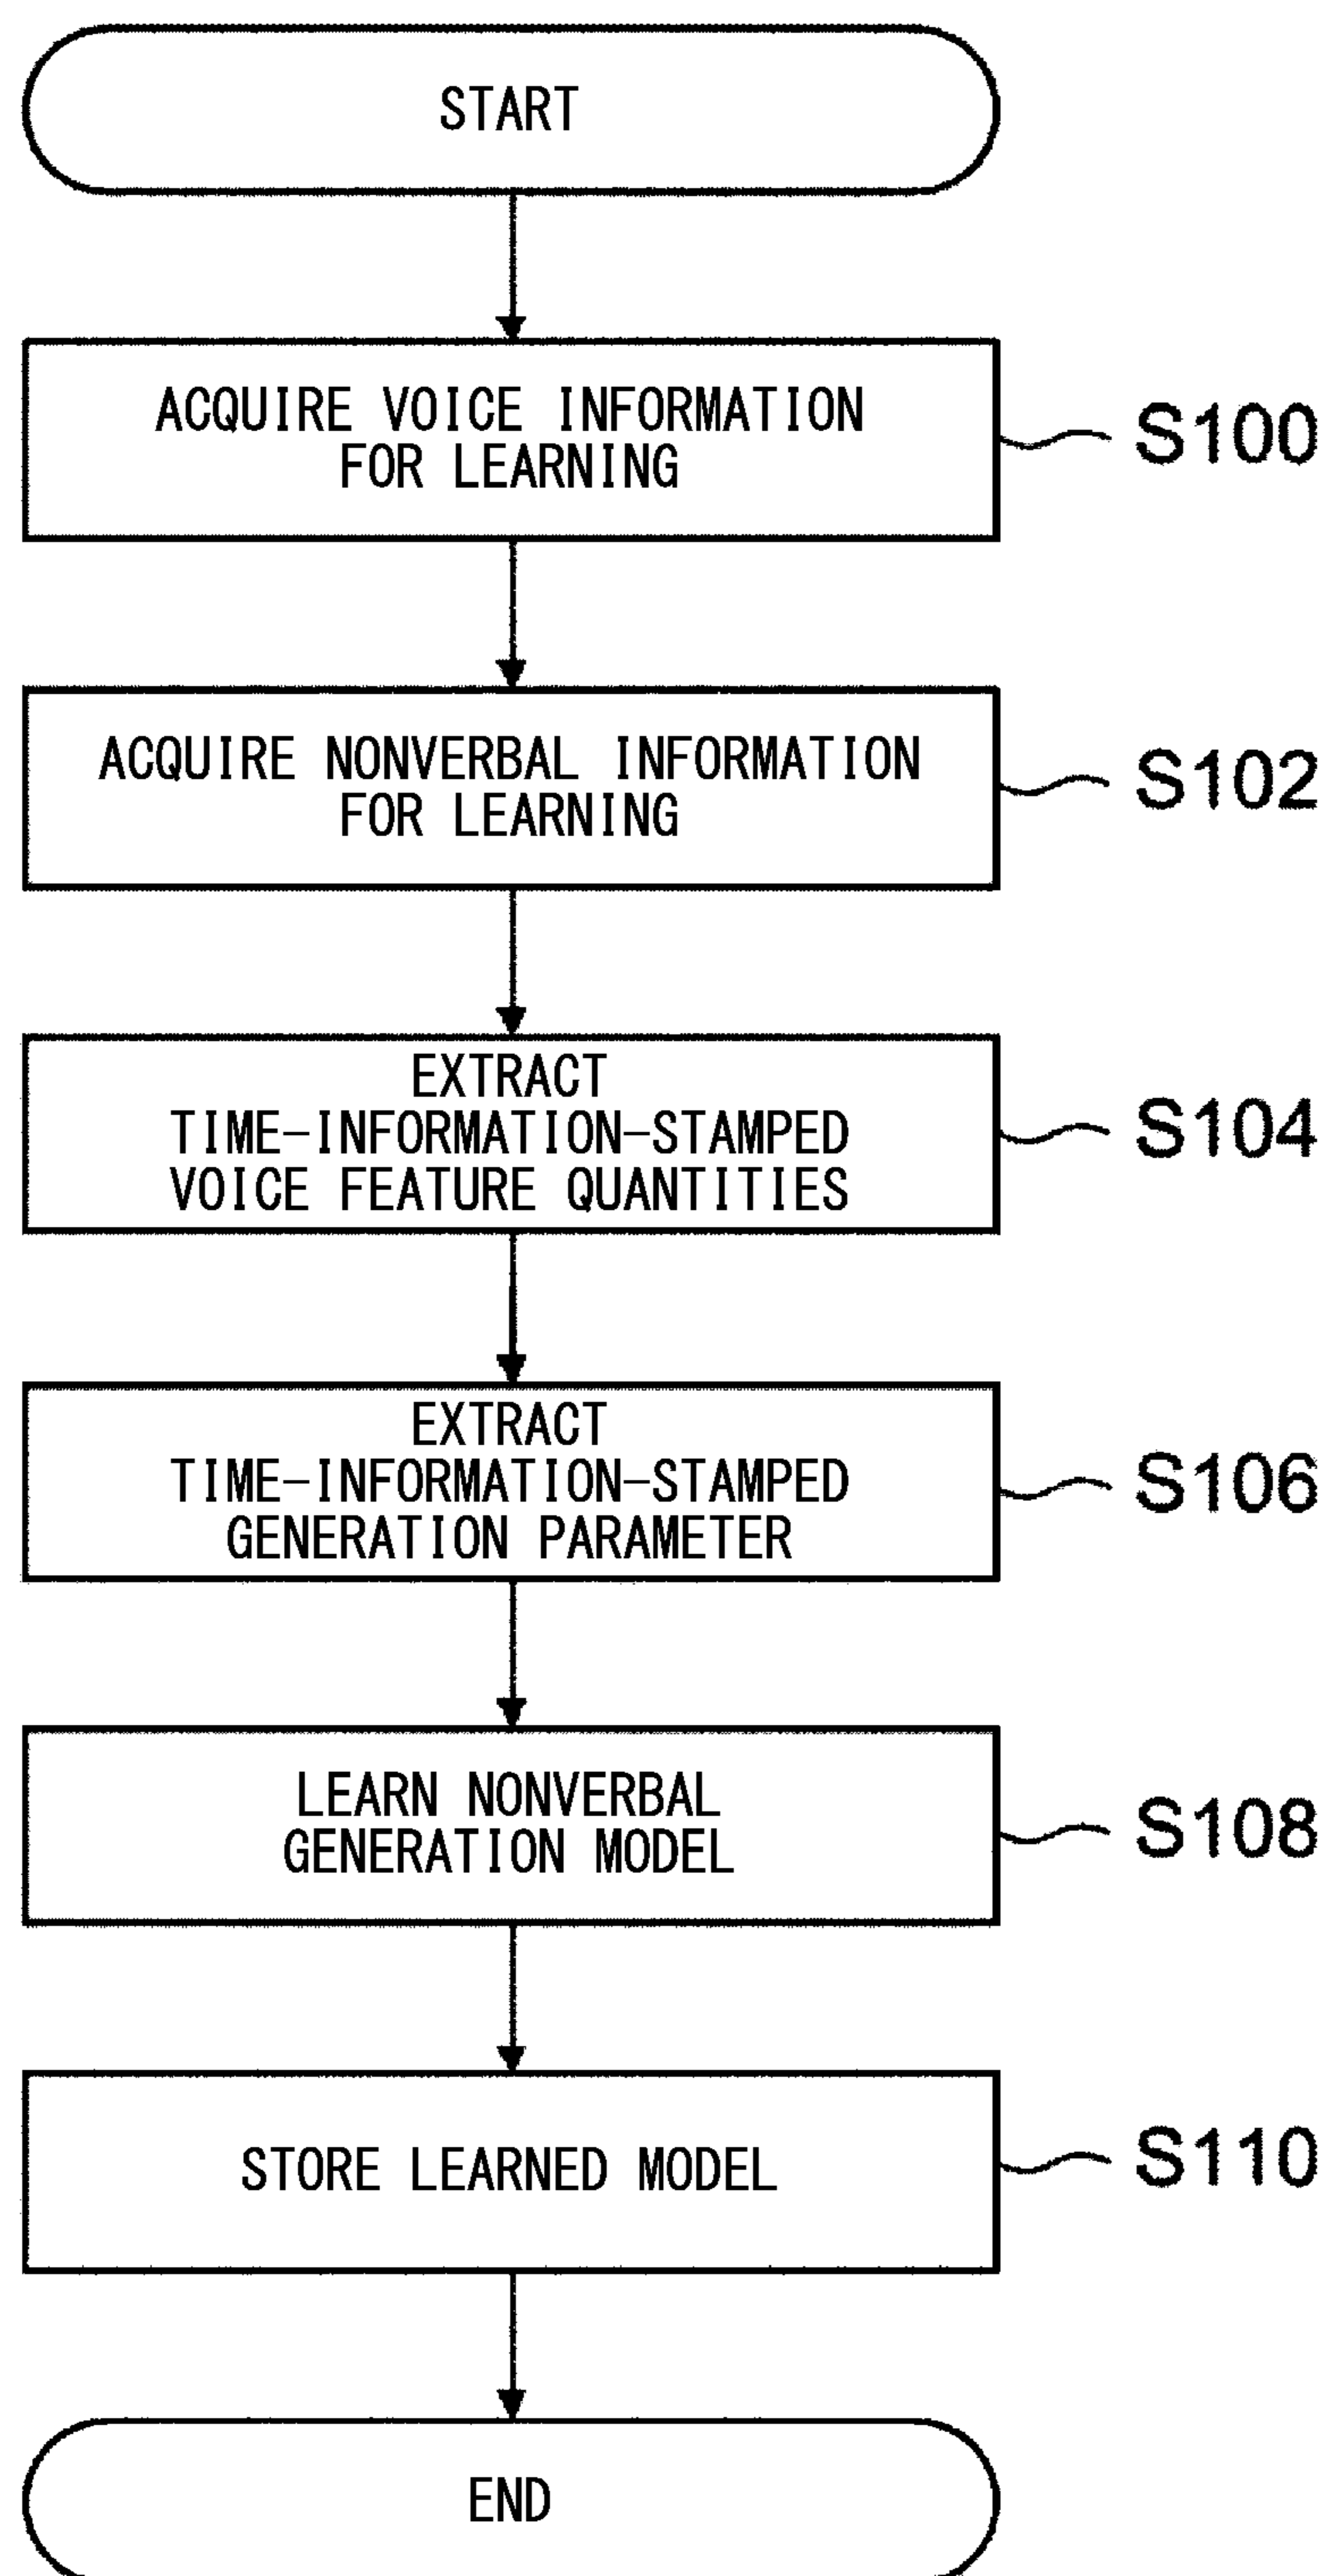 START
ACQUIRE VOICE INFORMATION
FOR LEARNING
S100
ACQUIRE NONVERBAL INFORMATION
FOR LEARNING
S102
EXTRACT
TIME-INFORMATION-STAMPED
VOICE FEATURE QUANTITIES
S104
EXTRACT
TIME-INFORMATION-STAMPED
GENERATION PARAMETER
S106
LEARN NONVERBAL
GENERATION MODEL
S108
STORE LEARNED MODEL
S110
END